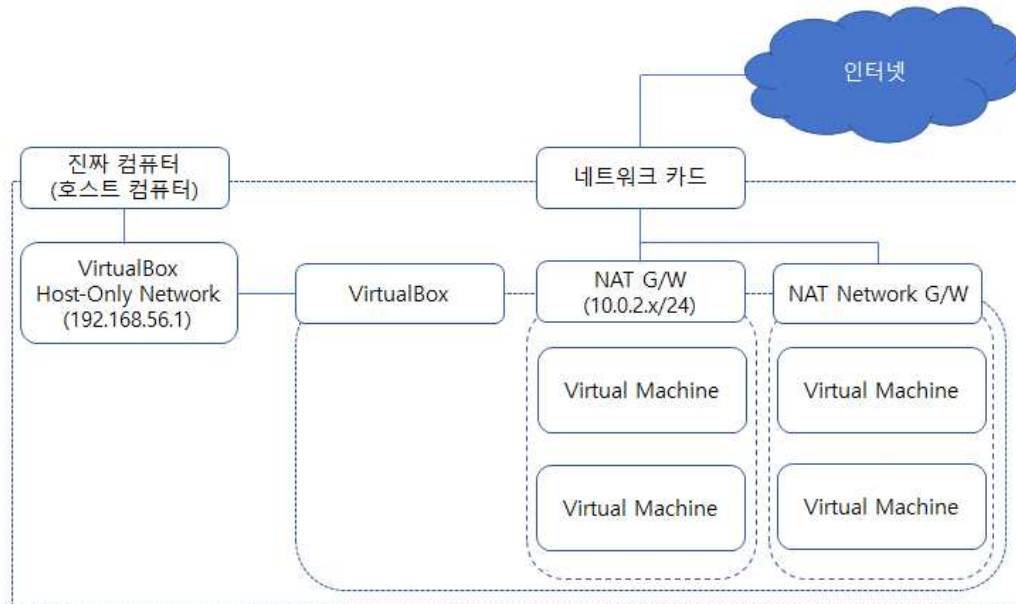 인터넷
진짜 컴퓨터
(호스트 컴퓨터)
네트워크 카드
VirtualBox
Host-Only Network
(192.168.56.1)
VirtualBox
NAT G/W
(10.0.2.x/24)
NAT Network G/W
Virtual Machine
Virtual Machine
Virtual Machine
Virtual Machine